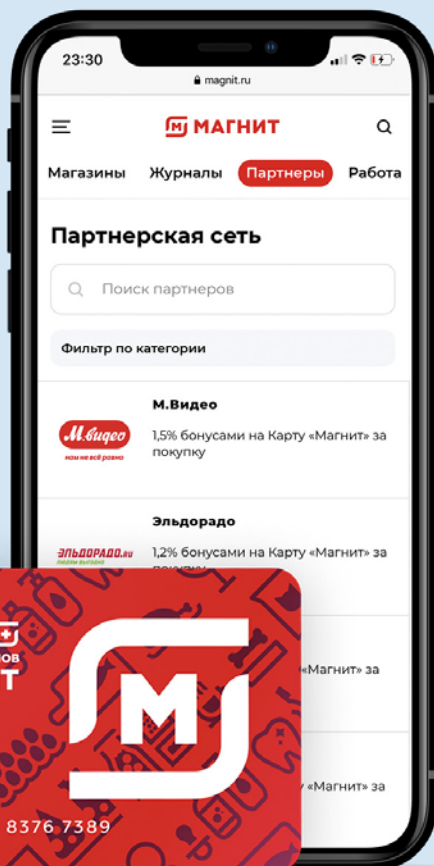 23:30
magnit.ru
МАГНИТ
Магазины Журналы Партнеры Работа
Партнерская сеть
Поиск партнеров
Фильтр по категории
М.Видео
М.видео
нам не всё равно
1,5% бонусами на Карту «Магнит» за
покупку
Эльдорадо
ЭЛЬДОРАДО.RU
1,2% бонусами на Карту «Магнит» за
«Магнит» за
«Магнит» за
М
8376 7389